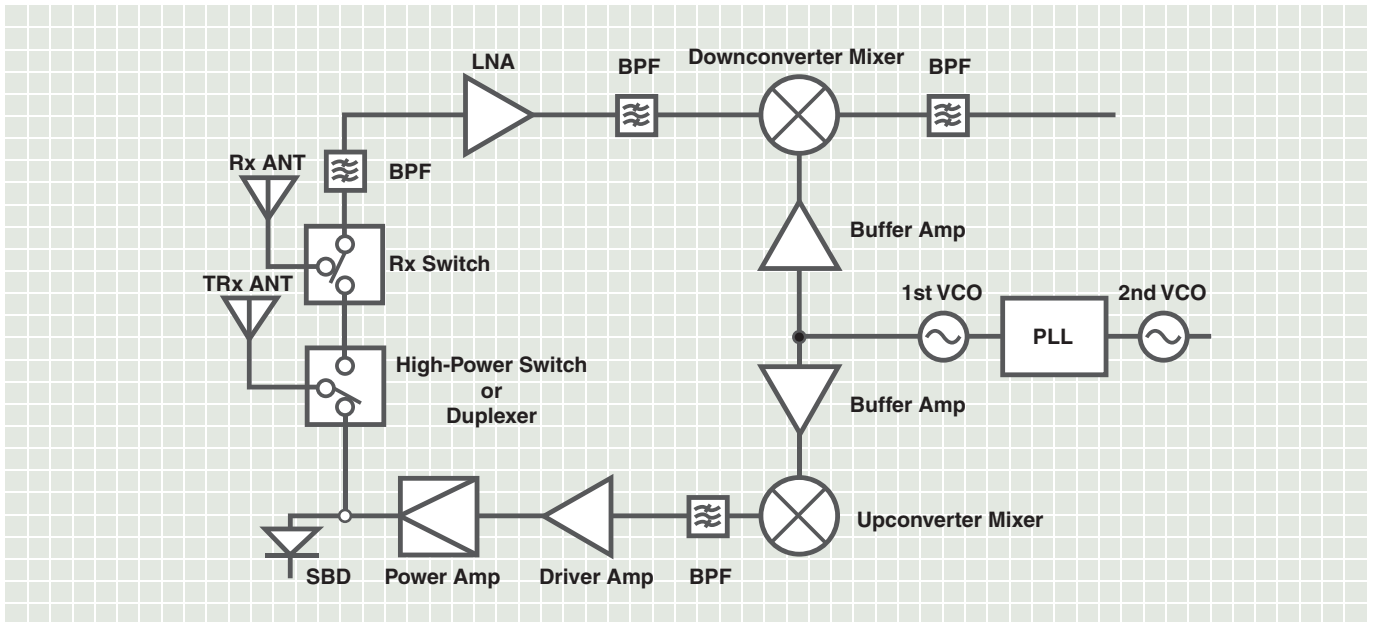 Downconverter Mixer
LNA
BPF
BPF
Rx ANT
BPF
Buffer Amp
Rx Switch
TRx ANT
1st VCO
2nd VCO
PLL
High-Power Switch
or
Duplexer
Buffer Amp
Upconverter Mixer
SBD
Power Amp
Driver Amp
BPF